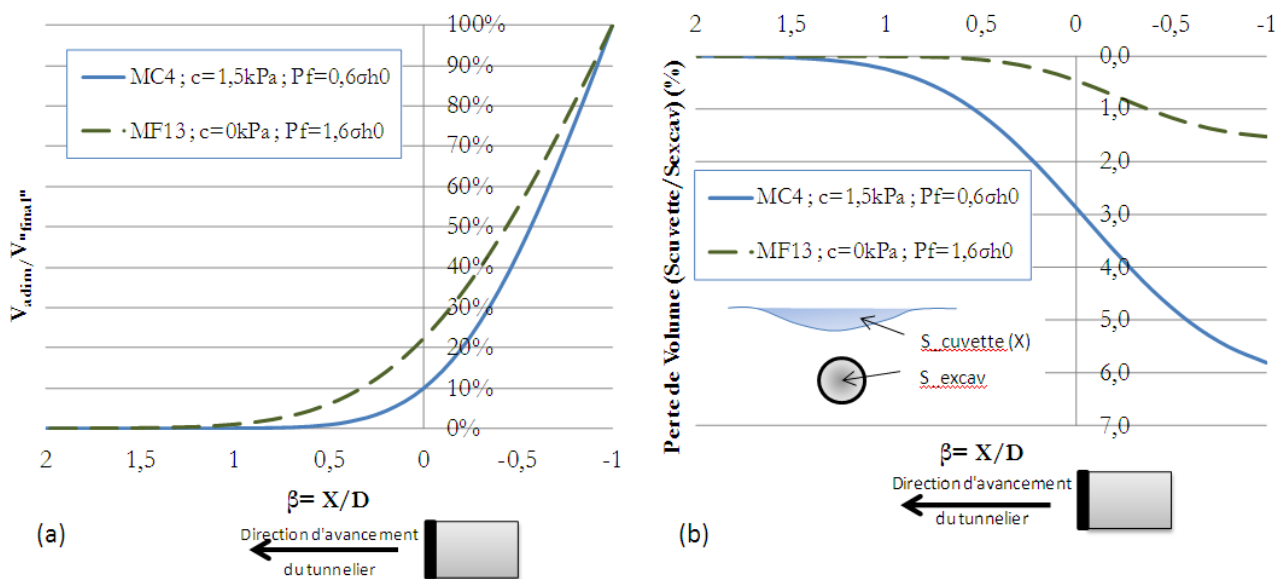 100%
90%
80%
70%
60%
50%
40%
30%
20%
10%
0%
MC4 ; c=1,5kPa ; Pf=0,6σh0
MF13 ; c=0kPa ; Pf=1,6σh0
V_adim/V"final"
2 1,5 1 0,5 0 -0,5 -1
β= X/D
(a)
Direction d'avancement
du tunnelier
2 1,5 1 0,5 0 -0,5 -1
0,0
1,0
2,0
3,0
4,0
5,0
6,0
7,0
Perte de Volume (Scuvette/Sexcav) (%)
MC4 ; c=1,5kPa ; Pf=0,6σh0
MF13 ; c=0kPa ; Pf=1,6σh0
S_cuvette (X)
S_excav
β= X/D
(b)
Direction d'avancement
du tunnelier